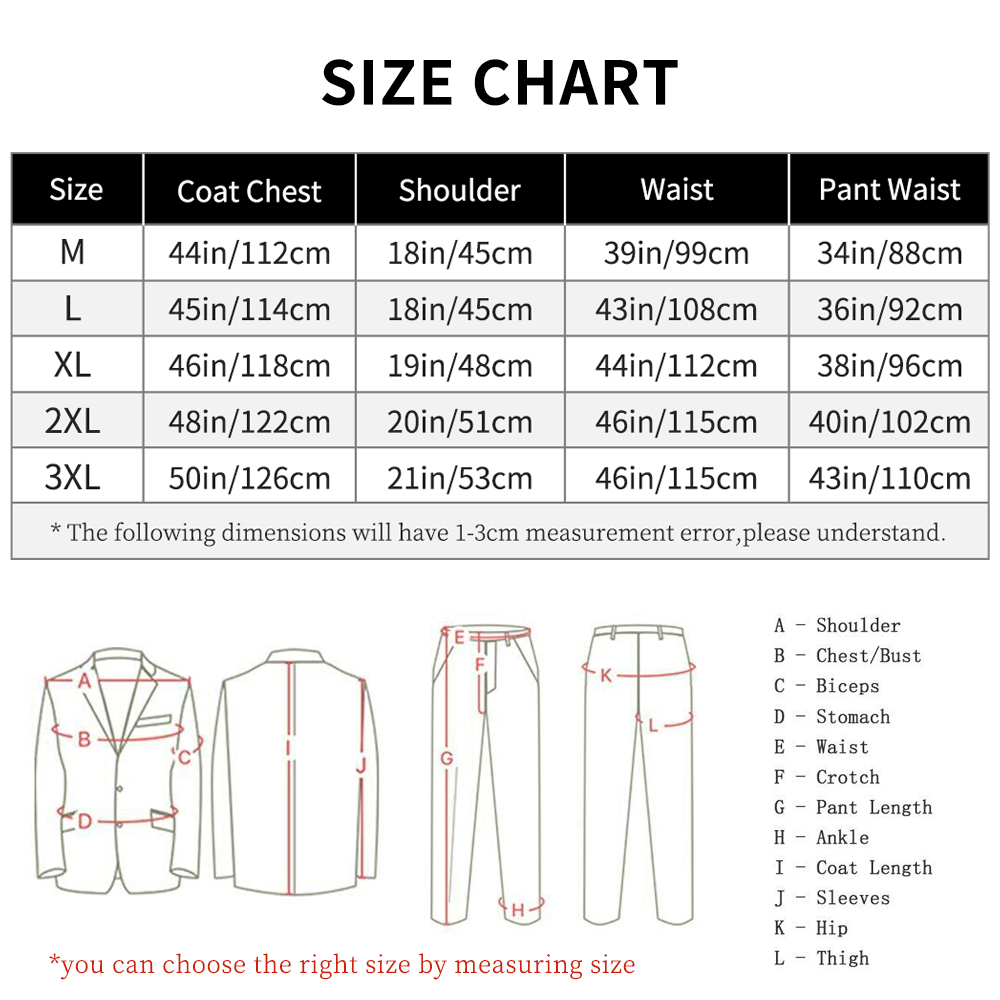 SIZE CHART
Size Coat Chest Shoulder Waist Pant Waist
M 44in/112cm 18in/45cm 39in/99cm 34in/88cm
L 45in/114cm 18in/45cm 43in/108cm 36in/92cm
XL 46in/118cm 19in/48cm 44in/112cm 38in/96cm
2XL 48in/122cm 20in/51cm 46in/115cm 40in/102cm
3XL 50in/126cm 21in/53cm 46in/115cm 43in/110cm
* The following dimensions will have 1-3cm measurement error,please understand.
A
B
C
D
I
J
E
F
G
H
K
L
A - Shoulder
B - Chest/Bust
C - Biceps
D - Stomach
E - Waist
F - Crotch
G - Pant Length
H - Ankle
I - Coat Length
J - Sleeves
K - Hip
L - Thigh
*you can choose the right size by measuring size